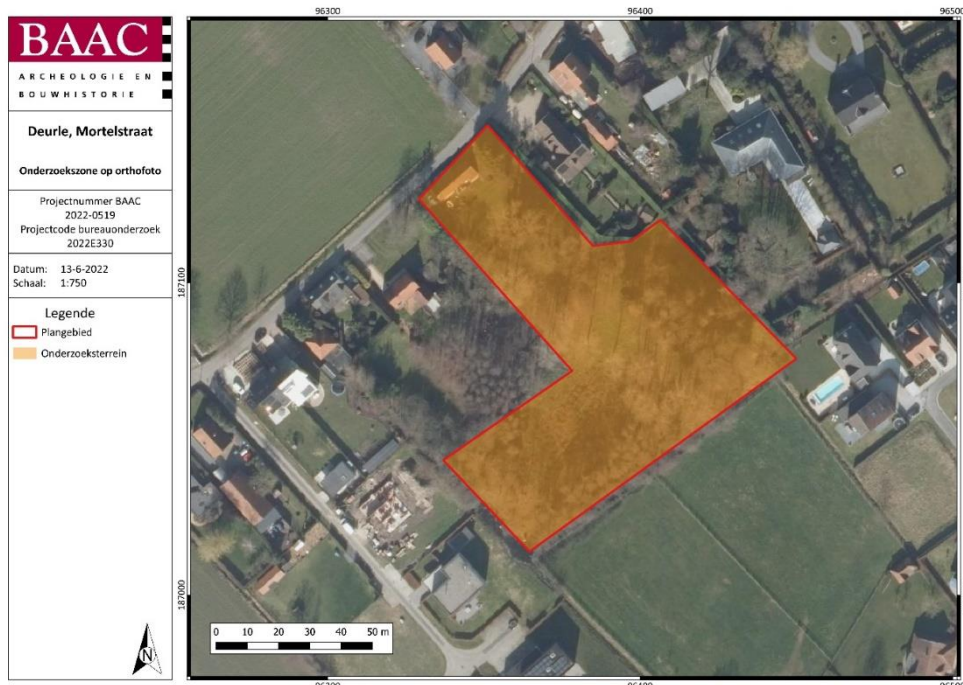 BAAC
ARCHEOLOGIE EN
BOUWHISTORIE
Deurle, Mortelstraat
Onderzoekszone op orthofoto
Projectnummer BAAC
2022-0519
Projectcode bureauonderzoek
2022E330
Datum: 13-6-2022
Schaal: 1:750
Legende
Plangebied
Onderzoeksterrein
N
96300 96400 96500
187100
187000
0 10 20 30 40 50 m